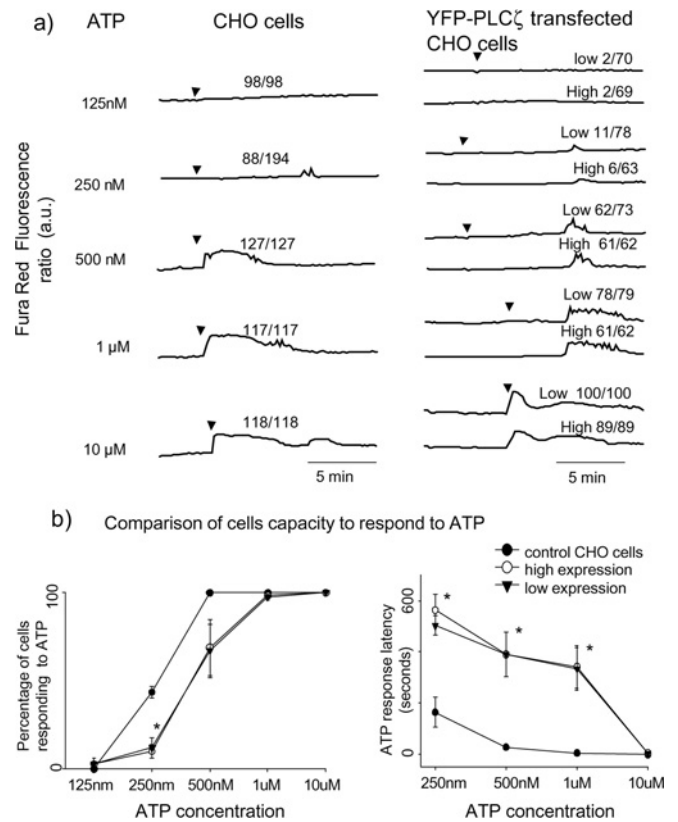 a) ATP CHO cells YFP-PLCζ transfected
CHO cells
Fura Red Fluorescence
ratio (a.u.)
125nM 98/98 low 2/70
High 2/69
250 nM 88/194 Low 11/78
High 6/63
500 nM 127/127 Low 62/73
High 61/62
1 µM 117/117 Low 78/79
High 61/62
10 µM 118/118 Low 100/100
High 89/89
5 min 5 min
b) Comparison of cells capacity to respond to ATP
control CHO cells
high expression
low expression
Percentage of cells
responding to ATP
100
0
*
125nm 250nm 500nM 1uM 10uM
ATP concentration
ATP response latency
(seconds)
600
0
* * *
250nm 500nm 1uM 10uM
ATP concentration